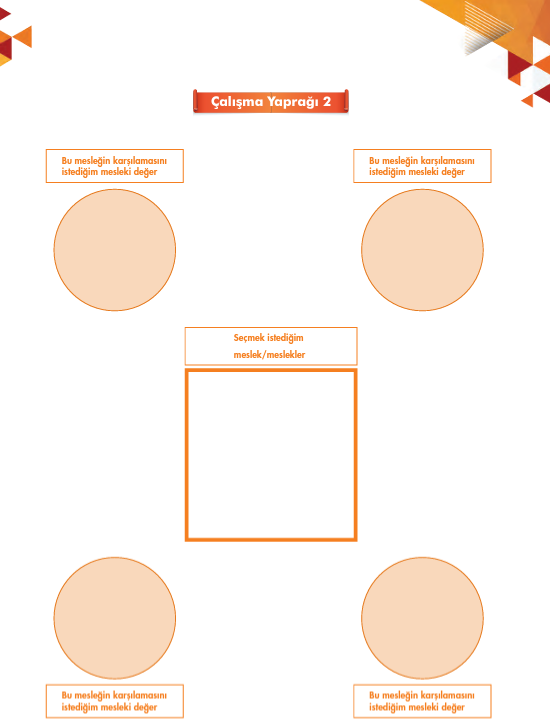 Çalışma Yaprağı 2
Bu mesleğin karşılamasını
istediğim mesleki değer
Bu mesleğin karşılamasını
istediğim mesleki değer
Seçmek istediğim
meslek/meslekler
Bu mesleğin karşılamasını
istediğim mesleki değer
Bu mesleğin karşılamasını
istediğim mesleki değer